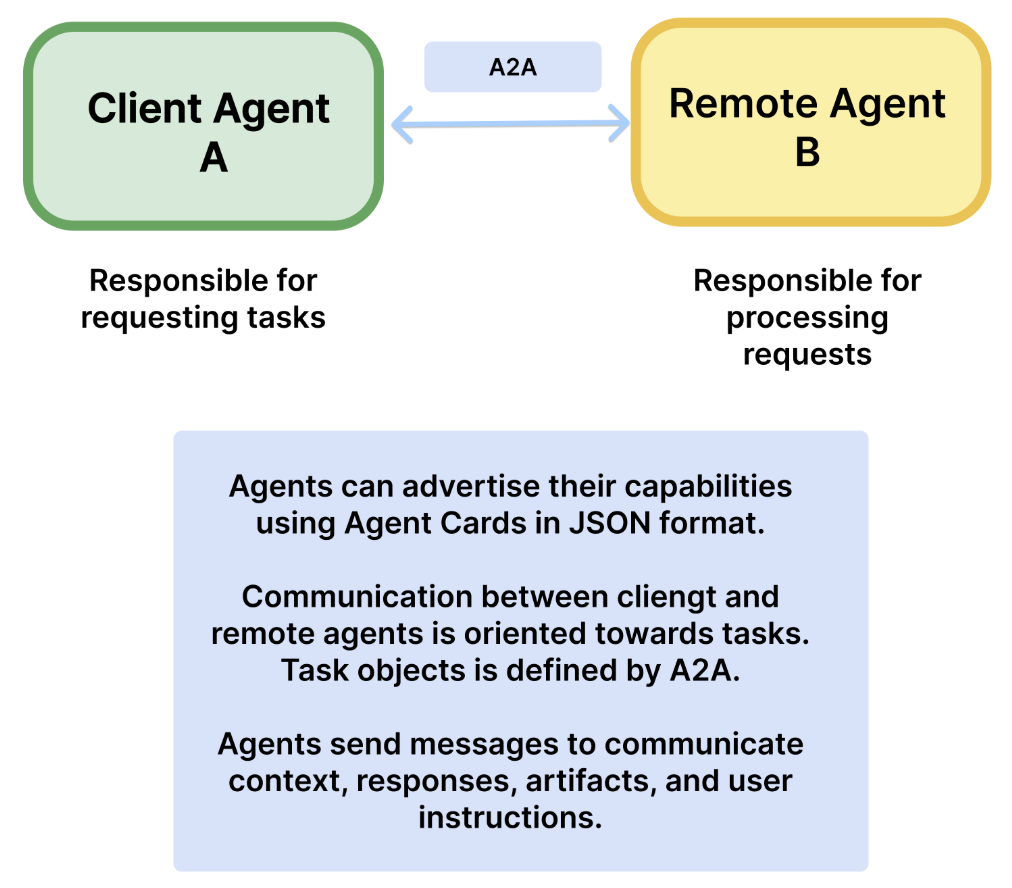 Client Agent
A
A2A
Remote Agent
B
Responsible for
requesting tasks
Responsible for
processing
requests
Agents can advertise their capabilities
using Agent Cards in JSON format.
Communication between cliengt and
remote agents is oriented towards tasks.
Task objects is defined by A2A.
Agents send messages to communicate
context, responses, artifacts, and user
instructions.